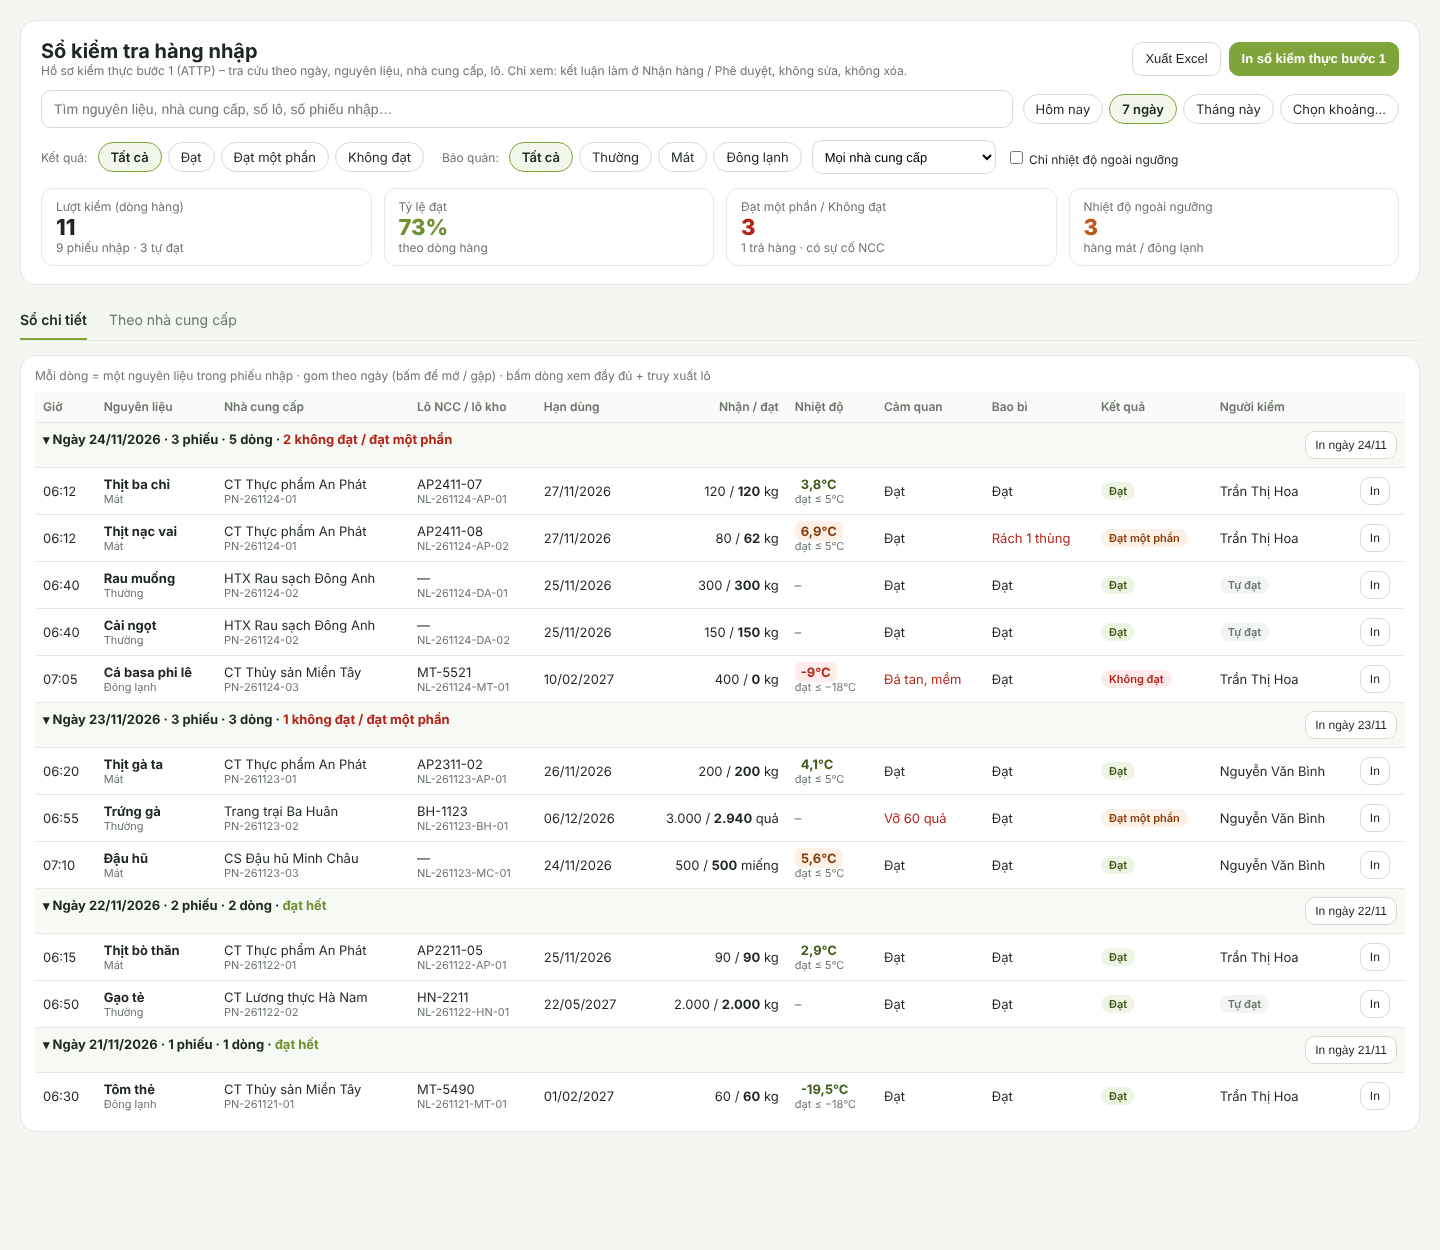 Sổ kiểm tra hàng nhập
Hồ sơ kiểm thực bước 1 (ATTP) – tra cứu theo ngày, nguyên liệu, nhà cung cấp, lô. Chỉ xem: kết luận làm ở Nhận hàng / Phê duyệt, không sửa, không xóa.
Xuất Excel
In sổ kiểm thực bước 1
Tìm nguyên liệu, nhà cung cấp, số lô, số phiếu nhập…
Hôm nay
7 ngày
Tháng này
Chọn khoảng…
Kết quả: Tất cả Đạt Đạt một phần Không đạt Bảo quản: Tất cả Thường Mát Đông lạnh Mọi nhà cung cấp Chỉ nhiệt độ ngoài ngưỡng
Lượt kiểm (dòng hàng)
11
9 phiếu nhập · 3 tự đạt
Tỷ lệ đạt
73%
theo dòng hàng
Đạt một phần / Không đạt
3
1 trả hàng · có sự cố NCC
Nhiệt độ ngoài ngưỡng
3
hàng mát / đông lạnh
Sổ chi tiết Theo nhà cung cấp
Mỗi dòng = một nguyên liệu trong phiếu nhập · gom theo ngày (bấm để mở / gập) · bấm dòng xem đầy đủ + truy xuất lô
Giờ Nguyên liệu Nhà cung cấp Lô NCC / lô kho Hạn dùng Nhận / đạt Nhiệt độ Cảm quan Bao bì Kết quả Người kiểm
▾ Ngày 24/11/2026 · 3 phiếu · 5 dòng · 2 không đạt / đạt một phần In ngày 24/11
06:12 Thịt ba chỉ CT Thực phẩm An Phát AP2411-07 27/11/2026 120 / 120 kg 3,8°C Đạt Đạt Đạt Trần Thị Hoa In
Mát PN-261124-01 NL-261124-AP-01 đạt ≤ 5°C
06:12 Thịt nạc vai CT Thực phẩm An Phát AP2411-08 27/11/2026 80 / 62 kg 6,9°C Đạt Rách 1 thùng Đạt một phần Trần Thị Hoa In
Mát PN-261124-01 NL-261124-AP-02 đạt ≤ 5°C
06:40 Rau muống HTX Rau sạch Đông Anh — 25/11/2026 300 / 300 kg – Đạt Đạt Đạt Tự đạt In
Thường PN-261124-02 NL-261124-DA-01
06:40 Cải ngọt HTX Rau sạch Đông Anh — 25/11/2026 150 / 150 kg – Đạt Đạt Đạt Tự đạt In
Thường PN-261124-02 NL-261124-DA-02
07:05 Cá basa phi lê CT Thủy sản Miền Tây MT-5521 10/02/2027 400 / 0 kg -9°C Đá tan, mềm Đạt Không đạt Trần Thị Hoa In
Đông lạnh PN-261124-03 NL-261124-MT-01 đạt ≤ −18°C
▾ Ngày 23/11/2026 · 3 phiếu · 3 dòng · 1 không đạt / đạt một phần In ngày 23/11
06:20 Thịt gà ta CT Thực phẩm An Phát AP2311-02 26/11/2026 200 / 200 kg 4,1°C Đạt Đạt Đạt Nguyễn Văn Bình In
Mát PN-261123-01 NL-261123-AP-01 đạt ≤ 5°C
06:55 Trứng gà Trang trại Ba Huân BH-1123 06/12/2026 3.000 / 2.940 quả – Vỡ 60 quả Đạt Đạt một phần Nguyễn Văn Bình In
Thường PN-261123-02 NL-261123-BH-01
07:10 Đậu hũ CS Đậu hũ Minh Châu — 24/11/2026 500 / 500 miếng 5,6°C Đạt Đạt Đạt Nguyễn Văn Bình In
Mát PN-261123-03 NL-261123-MC-01 đạt ≤ 5°C
▾ Ngày 22/11/2026 · 2 phiếu · 2 dòng · đạt hết In ngày 22/11
06:15 Thịt bò thăn CT Thực phẩm An Phát AP2211-05 25/11/2026 90 / 90 kg 2,9°C Đạt Đạt Đạt Trần Thị Hoa In
Mát PN-261122-01 NL-261122-AP-01 đạt ≤ 5°C
06:50 Gạo tẻ CT Lương thực Hà Nam HN-2211 22/05/2027 2.000 / 2.000 kg – Đạt Đạt Đạt Tự đạt In
Thường PN-261122-02 NL-261122-HN-01
▾ Ngày 21/11/2026 · 1 phiếu · 1 dòng · đạt hết In ngày 21/11
06:30 Tôm thẻ CT Thủy sản Miền Tây MT-5490 01/02/2027 60 / 60 kg -19,5°C Đạt Đạt Đạt Trần Thị Hoa In
Đông lạnh PN-261121-01 NL-261121-MT-01 đạt ≤ −18°C